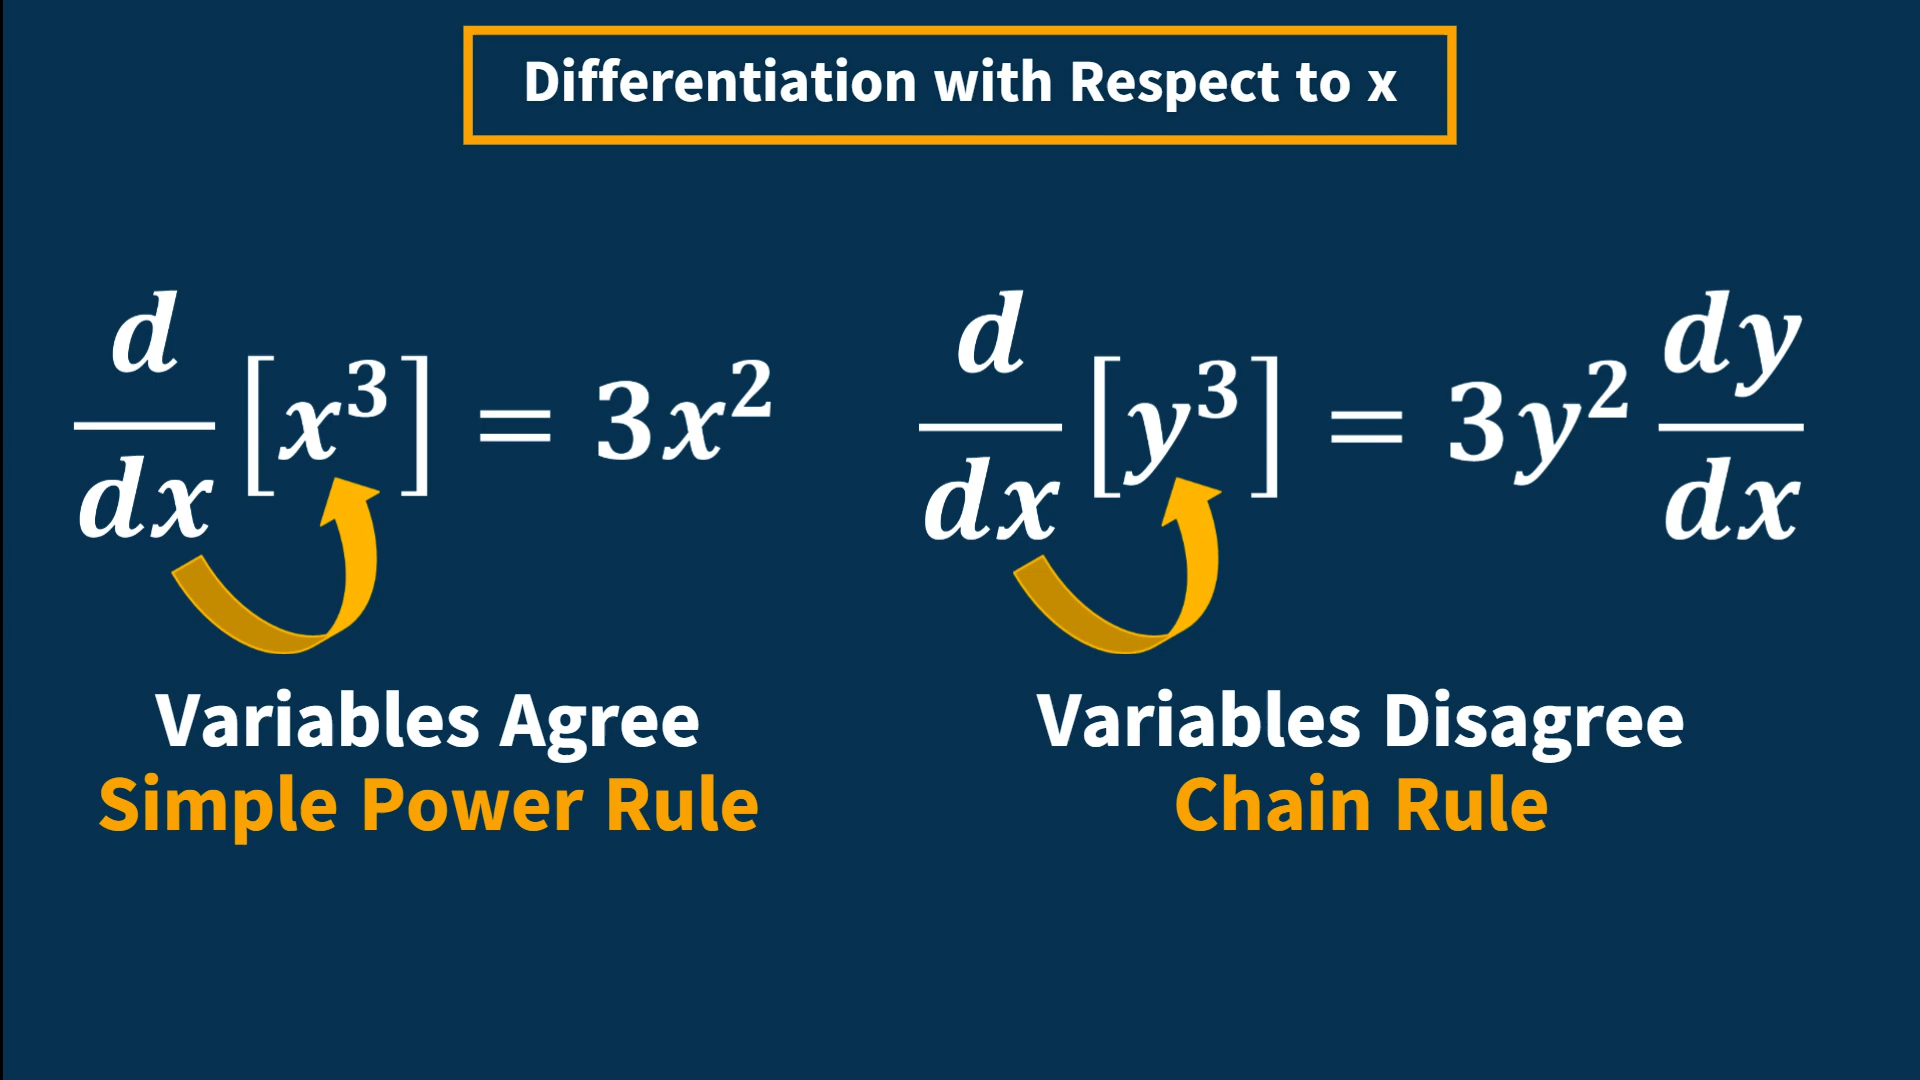 Differentiation with Respect to x
d/dx [x³] = 3x²
d/dx [y³] = 3y² dy/dx
Variables Agree
Simple Power Rule
Variables Disagree
Chain Rule